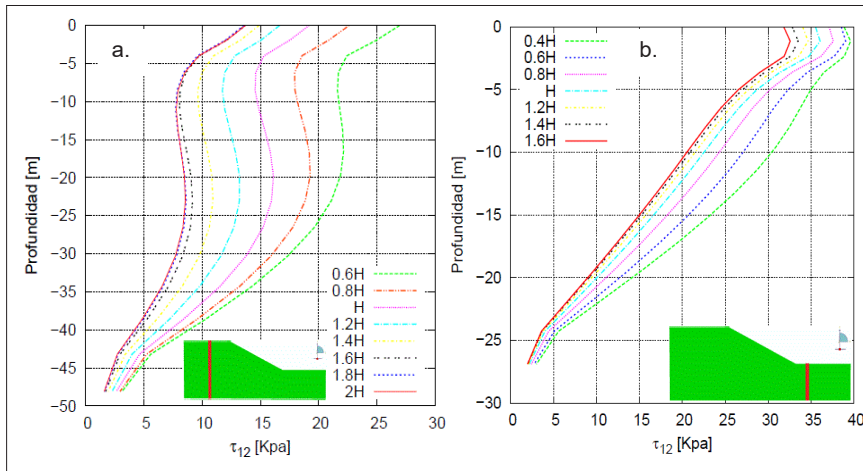 a.
0
-5
-10
-15
-20
-25
-30
-35
-40
-45
-50
Profundidad [m]
0 5 10 15 20 25 30
τ12 [Kpa]
0.6H
0.8H
H
1.2H
1.4H
1.6H
1.8H
2H
b.
0
-5
-10
-15
-20
-25
-30
Profundidad [m]
0 5 10 15 20 25 30 35 40
τ12 [Kpa]
0.4H
0.6H
0.8H
H
1.2H
1.4H
1.6H